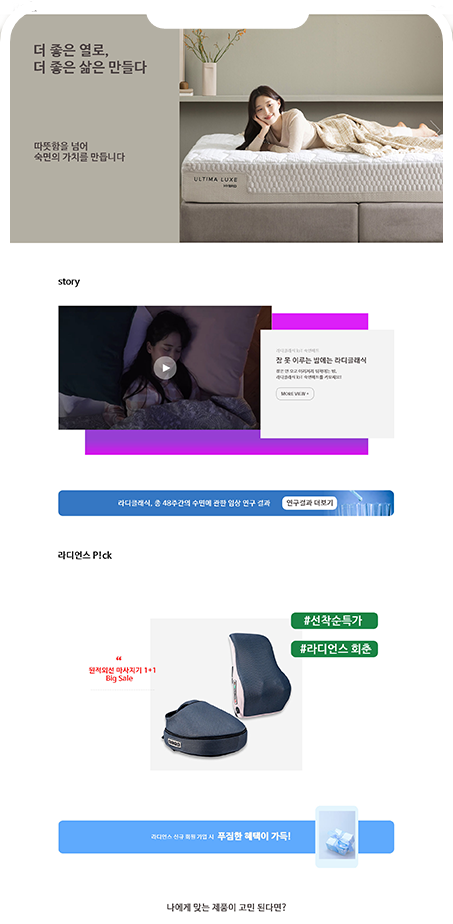 더 좋은 열로,
더 좋은 삶은 만들다
따뜻함을 넘어
숙면의 가치를 만듭니다
ULTIMA LUXE
HYBRID
story
잠 못 이루는 밤에는 라디클래식
MORE VIEW +
라디클래식, 총 48주간의 수면에 관한 임상 연구 결과
연구결과 더보기
라디언스 P!ck
#선착순특가
#라디언스 회춘
“
원적외선 마사지기 1+1
Big Sale
라디언스 신규 회원 가입 시 푸짐한 혜택이 가득!
나에게 맞는 제품이 고민 된다면?